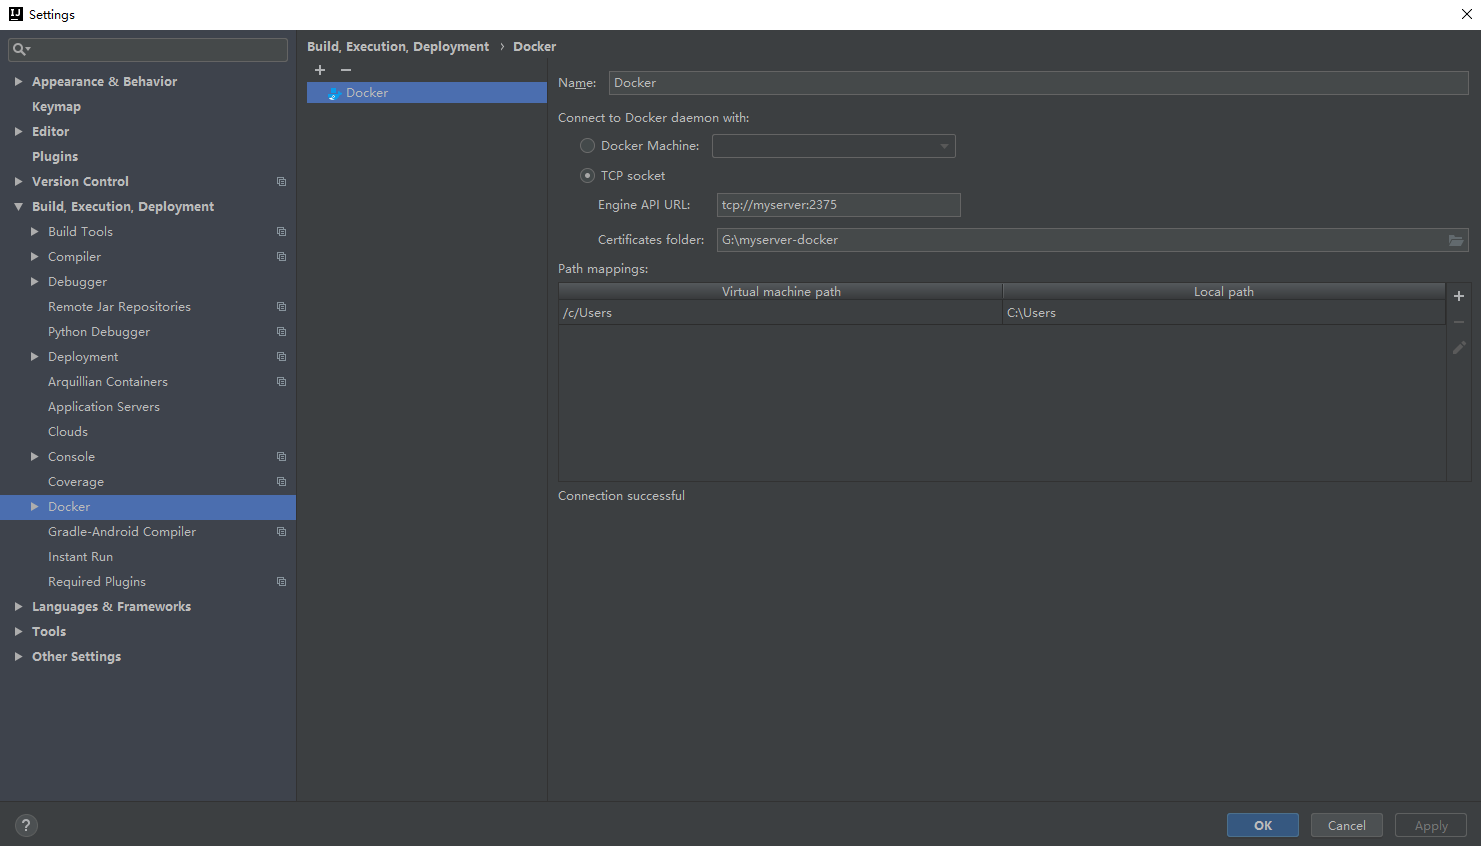 IJ Settings
Appearance & Behavior
Keymap
Editor
Plugins
Version Control
Build, Execution, Deployment
Build Tools
Compiler
Debugger
Remote Jar Repositories
Python Debugger
Deployment
Arquillian Containers
Application Servers
Clouds
Console
Coverage
Docker
Gradle-Android Compiler
Instant Run
Required Plugins
Languages & Frameworks
Tools
Other Settings
Build, Execution, Deployment › Docker
Docker
Name: Docker
Connect to Docker daemon with:
Docker Machine:
TCP socket
Engine API URL: tcp://myserver:2375
Certificates folder: G:\myserver-docker
Path mappings:
Virtual machine path Local path
/c/Users C:\Users
Connection successful
? OK Cancel Apply